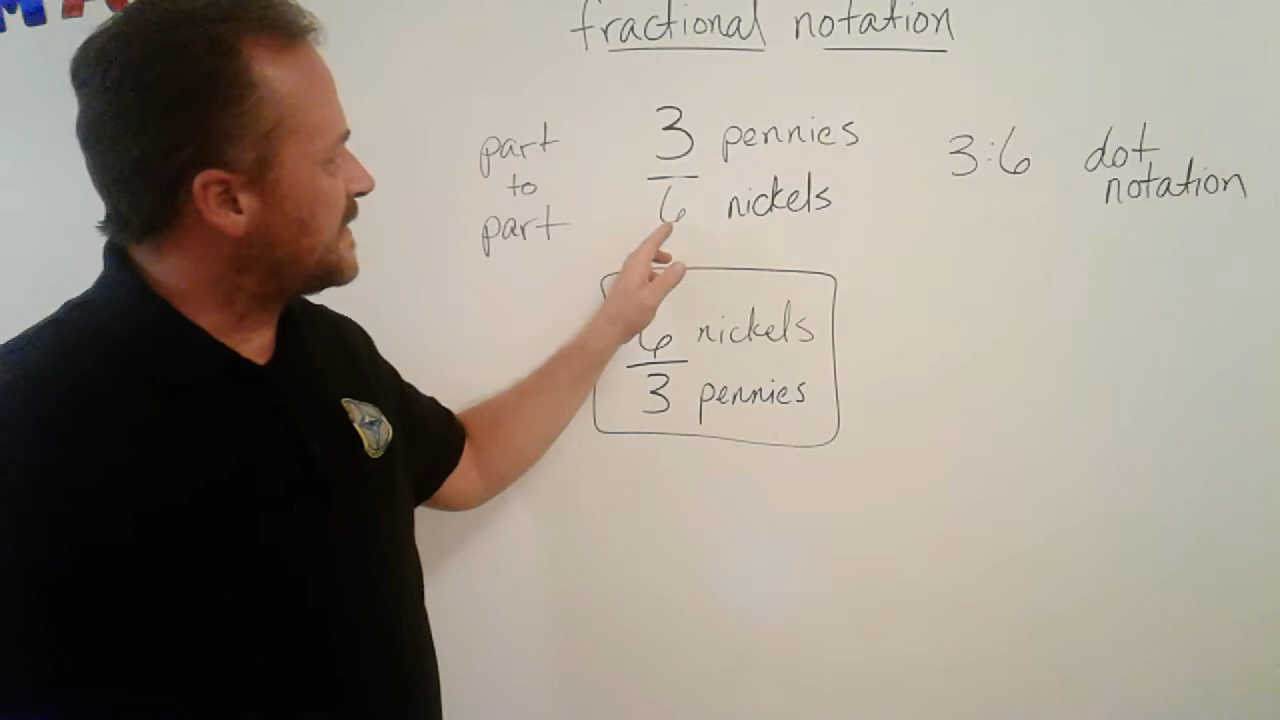 fractional notation
part
to
part
3 pennies
6 nickels
3:6
dot
notation
6 nickels
3 pennies